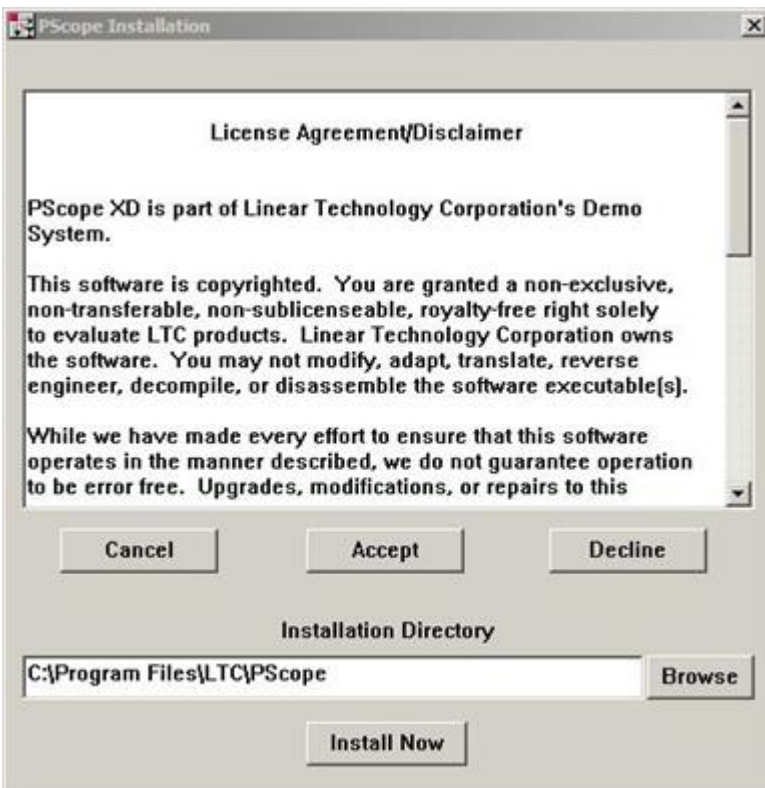 PScope Installation
License Agreement/Disclaimer
PScope XD is part of Linear Technology Corporation's Demo
System.
This software is copyrighted. You are granted a non-exclusive,
non-transferable, non-sublicenseable, royalty-free right solely
to evaluate LTC products. Linear Technology Corporation owns
the software. You may not modify, adapt, translate, reverse
engineer, decompile, or disassemble the software executable(s).
While we have made every effort to ensure that this software
operates in the manner described, we do not guarantee operation
to be error free. Upgrades, modifications, or repairs to this
Cancel Accept Decline
Installation Directory
C:\Program Files\LTC\PScope Browse
Install Now